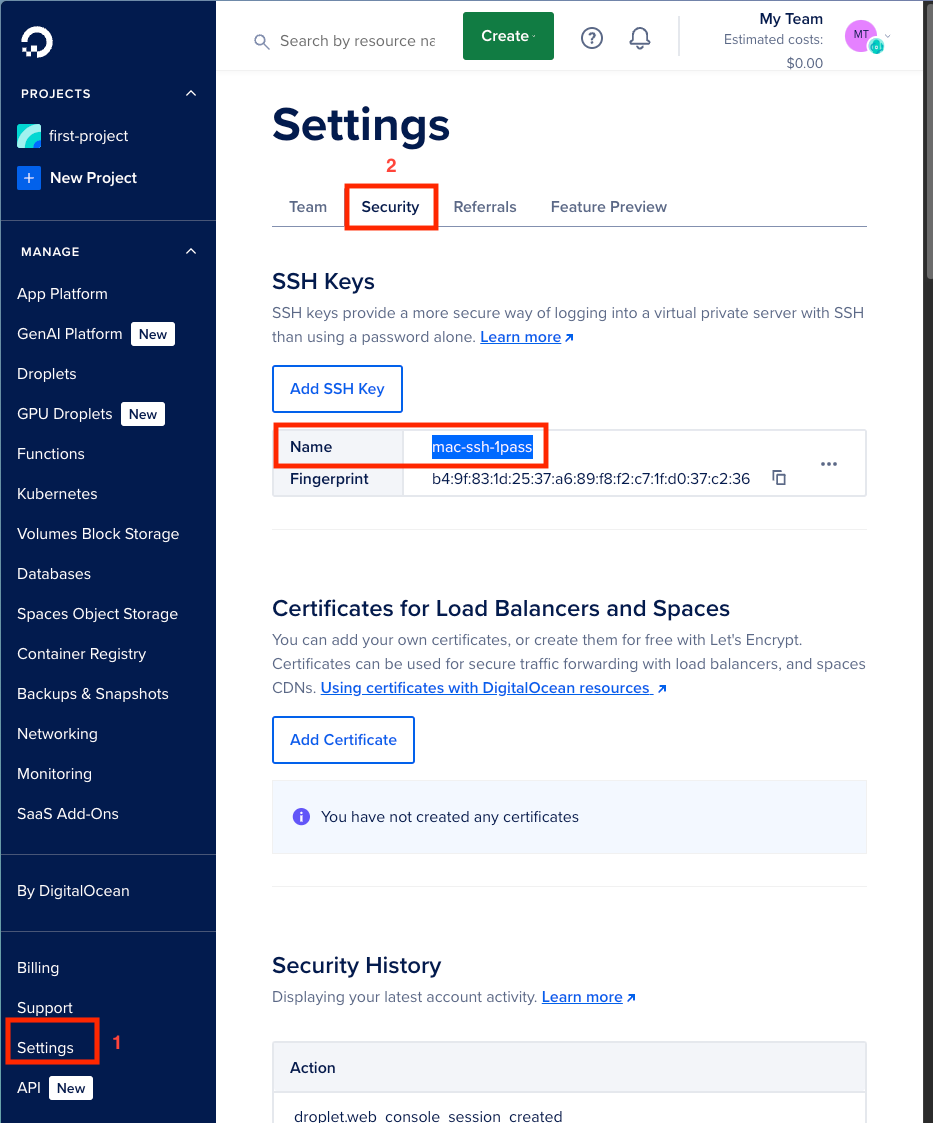 PROJECTS
first-project
New Project
MANAGE
App Platform
GenAI Platform New
Droplets
GPU Droplets New
Functions
Kubernetes
Volumes Block Storage
Databases
Spaces Object Storage
Container Registry
Backups & Snapshots
Networking
Monitoring
SaaS Add-Ons
By DigitalOcean
Billing
Support
Settings 1
API New
Search by resource na
Create
My Team
Estimated costs:
$0.00
MT
Settings
2
Team Security Referrals Feature Preview
SSH Keys
SSH keys provide a more secure way of logging into a virtual private server with SSH
than using a password alone. Learn more
Add SSH Key
Name mac-ssh-1pass
Fingerprint b4:9f:83:1d:25:37:a6:89:f8:f2:c7:1f:d0:37:c2:36
Certificates for Load Balancers and Spaces
You can add your own certificates, or create them for free with Let's Encrypt.
Certificates can be used for secure traffic forwarding with load balancers, and spaces
CDNs. Using certificates with DigitalOcean resources
Add Certificate
You have not created any certificates
Security History
Displaying your latest account activity. Learn more
Action
droplet.web_console_session_created